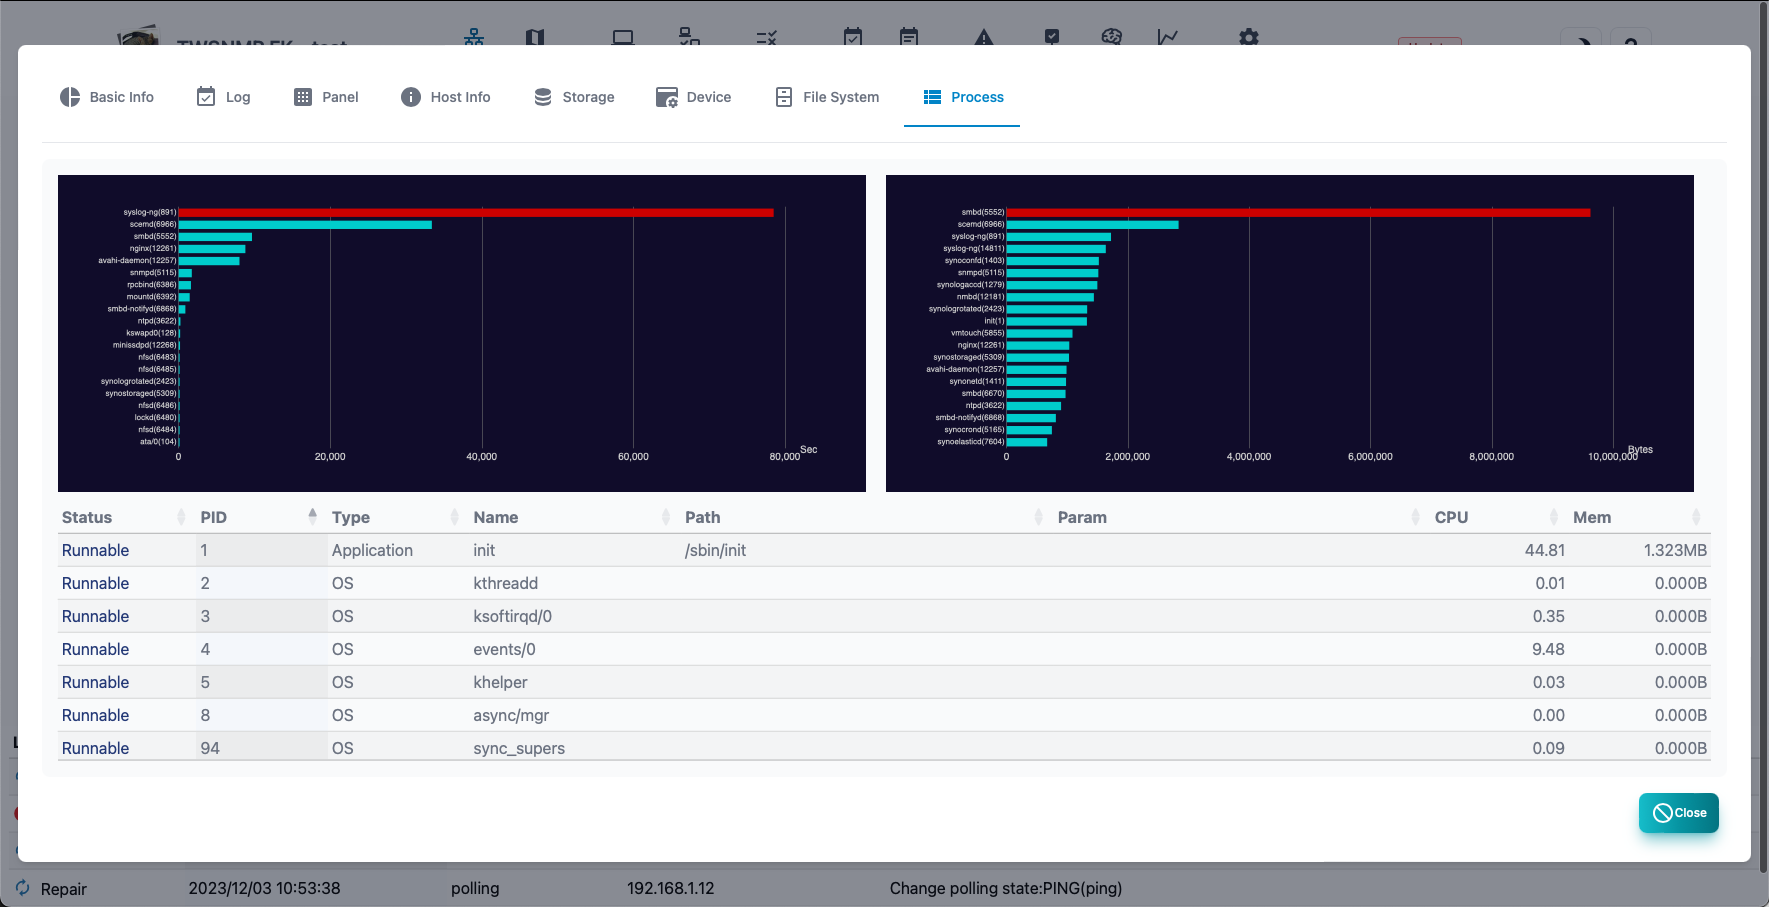 TWSNMP FK - test
Basic Info
Log
Panel
Host Info
Storage
Device
File System
Process
syslog-ng(891)
scemd(6966)
smbd(5552)
nginx(12261)
avahi-daemon(12257)
snmpd(5115)
rpcbind(6386)
mountd(6392)
smbd-notifyd(6868)
ntpd(3622)
kswapd0(128)
minissdpd(12268)
nfsd(6483)
nfsd(6485)
synologrotated(2423)
synostoraged(5309)
nfsd(6486)
lockd(6480)
nfsd(6484)
ata/0(104)
0 20,000 40,000 60,000 80,000 Sec
smbd(5552)
scemd(6966)
syslog-ng(891)
syslog-ng(14811)
synoconfd(1403)
snmpd(5115)
synologaccd(1279)
nmbd(12181)
synologrotated(2423)
init(1)
vmtouch(5855)
nginx(12261)
synostoraged(5309)
avahi-daemon(12257)
synonetd(1411)
smbd(6670)
ntpd(3622)
smbd-notifyd(6868)
synocrond(5165)
synoelasticd(7604)
0 2,000,000 4,000,000 6,000,000 8,000,000 10,000,000 Bytes
Status PID Type Name Path Param CPU Mem
Runnable 1 Application init /sbin/init 44.81 1.323MB
Runnable 2 OS kthreadd 0.01 0.000B
Runnable 3 OS ksoftirqd/0 0.35 0.000B
Runnable 4 OS events/0 9.48 0.000B
Runnable 5 OS khelper 0.03 0.000B
Runnable 8 OS async/mgr 0.00 0.000B
Runnable 94 OS sync_supers 0.09 0.000B
Close
Repair 2023/12/03 10:53:38 polling 192.168.1.12 Change polling state:PING(ping)